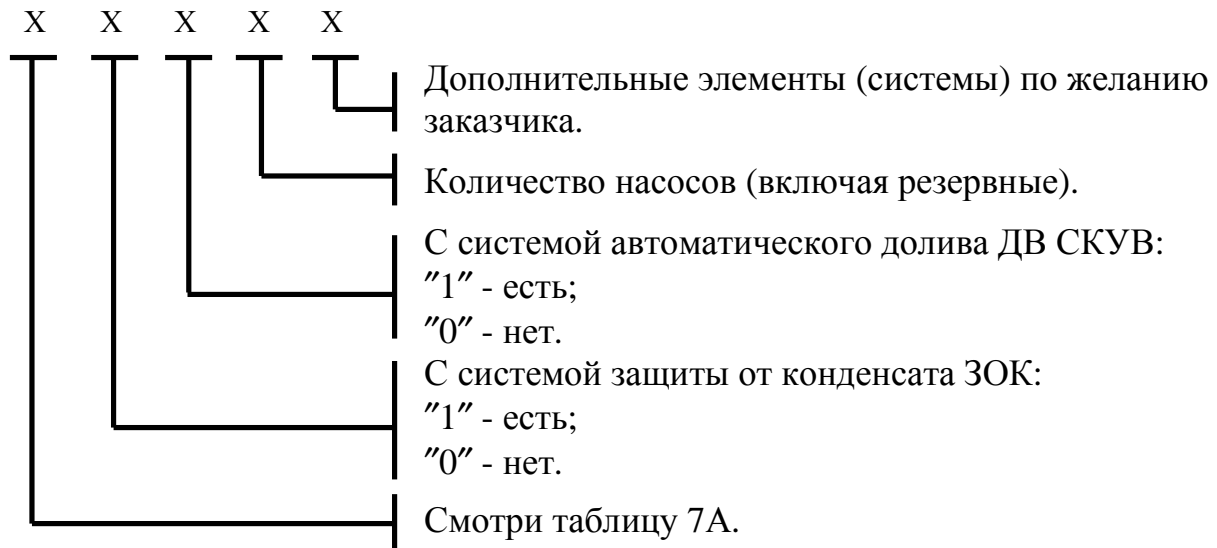 X X X X X
Дополнительные элементы (системы) по желанию
заказчика.
Количество насосов (включая резервные).
С системой автоматического долива ДВ СКУВ:
″1″ - есть;
″0″ - нет.
С системой защиты от конденсата ЗОК:
″1″ - есть;
″0″ - нет.
Смотри таблицу 7А.